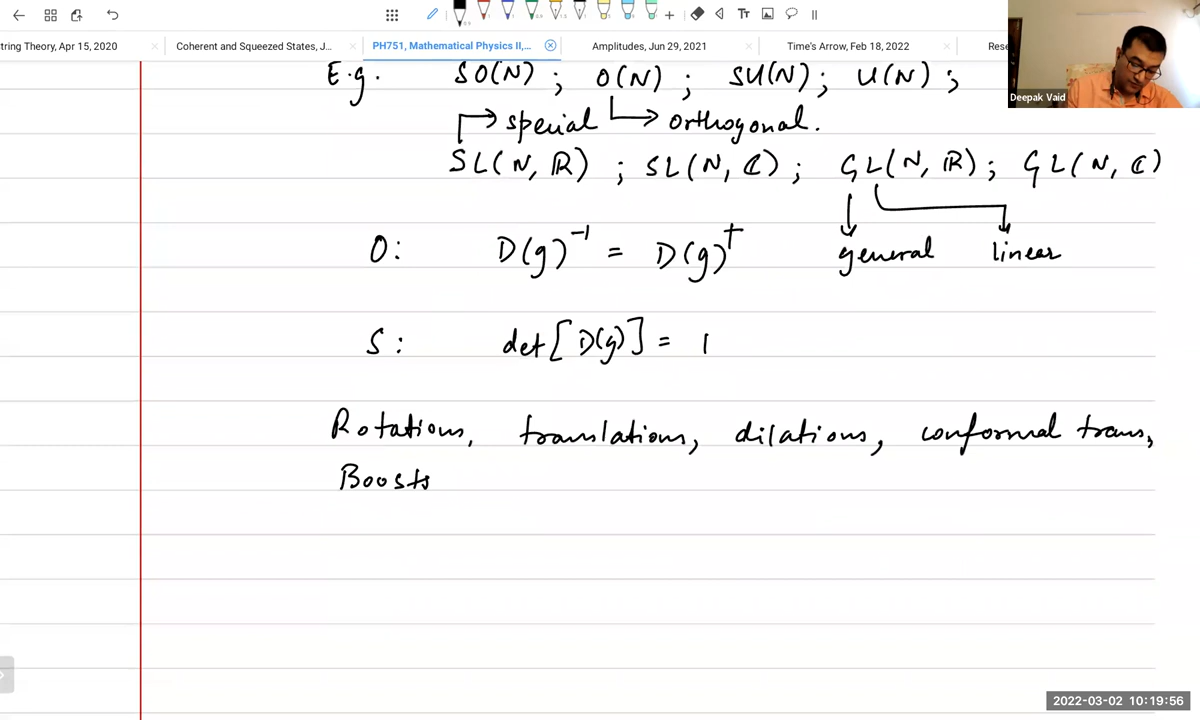 tring Theory, Apr 15, 2020 × Coherent and Squeezed States, J... × PH751, Mathematical Physics II,... Amplitudes, Jun 29, 2021 × Time's Arrow, Feb 18, 2022 × Rese
Deepak Vaid
E.g. SO(N) ; O(N) ; SU(N) ; U(N) ;
special orthogonal.
SL(N, ℝ) ; SL(N, ℂ) ; GL(N, ℝ) ; GL(N, ℂ)
O: D(g)⁻¹ = D(g)† general linear
S: det[D(g)] = 1
Rotations, translations, dilations, conformal trans,
Boosts
2022-03-02 10:19:56